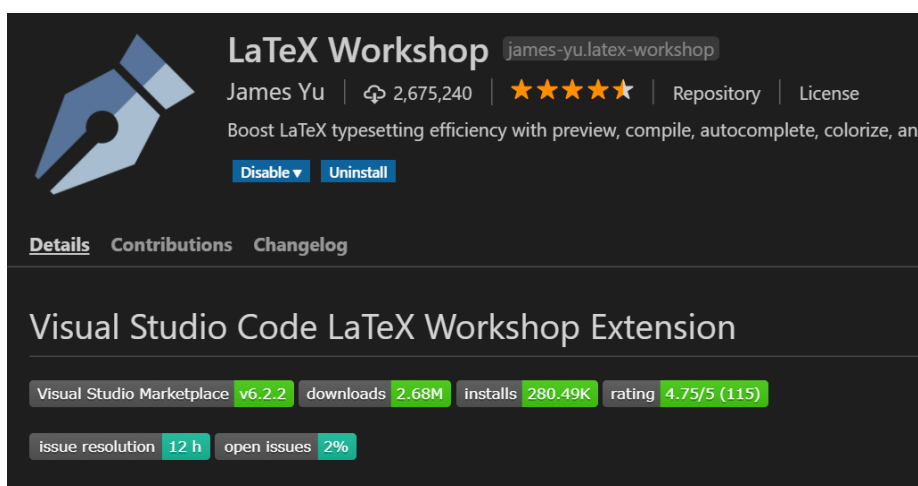 LaTeX Workshop james-yu.latex-workshop
James Yu 2,675,240 Repository License
Boost LaTeX typesetting efficiency with preview, compile, autocomplete, colorize, an
Disable Uninstall
Details Contributions Changelog
Visual Studio Code LaTeX Workshop Extension
Visual Studio Marketplace v6.2.2 downloads 2.68M installs 280.49K rating 4.75/5 (115)
issue resolution 12 h open issues 2%